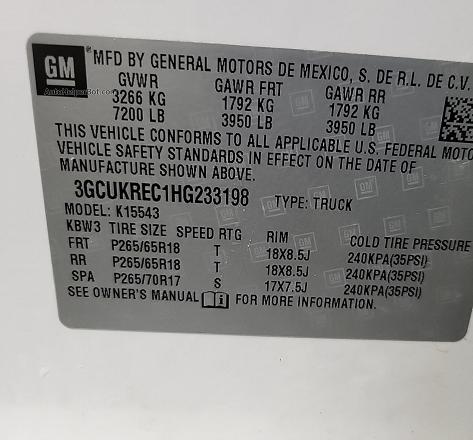 GM
® MFD BY GENERAL MOTORS DE MEXICO, S. DE R.L. DE C.V.
AutoHelperBot.com
GVWR GAWR FRT GAWR RR
3266 KG 1792 KG 1792 KG
7200 LB 3950 LB 3950 LB
THIS VEHICLE CONFORMS TO ALL APPLICABLE U.S. FEDERAL MOTO
VEHICLE SAFETY STANDARDS IN EFFECT ON THE DATE OF
MANUFACTURE SHOWN ABOVE.
3GCUKREC1HG233198 TYPE: TRUCK
MODEL: K15543
KBW3 TIRE SIZE SPEED RTG RIM COLD TIRE PRESSURE
FRT P265/65R18 T 18X8.5J 240KPA(35PSI)
RR P265/65R18 T 18X8.5J 240KPA(35PSI)
SPA P265/70R17 S 17X7.5J 240KPA(35PSI)
SEE OWNER'S MANUAL FOR MORE INFORMATION.